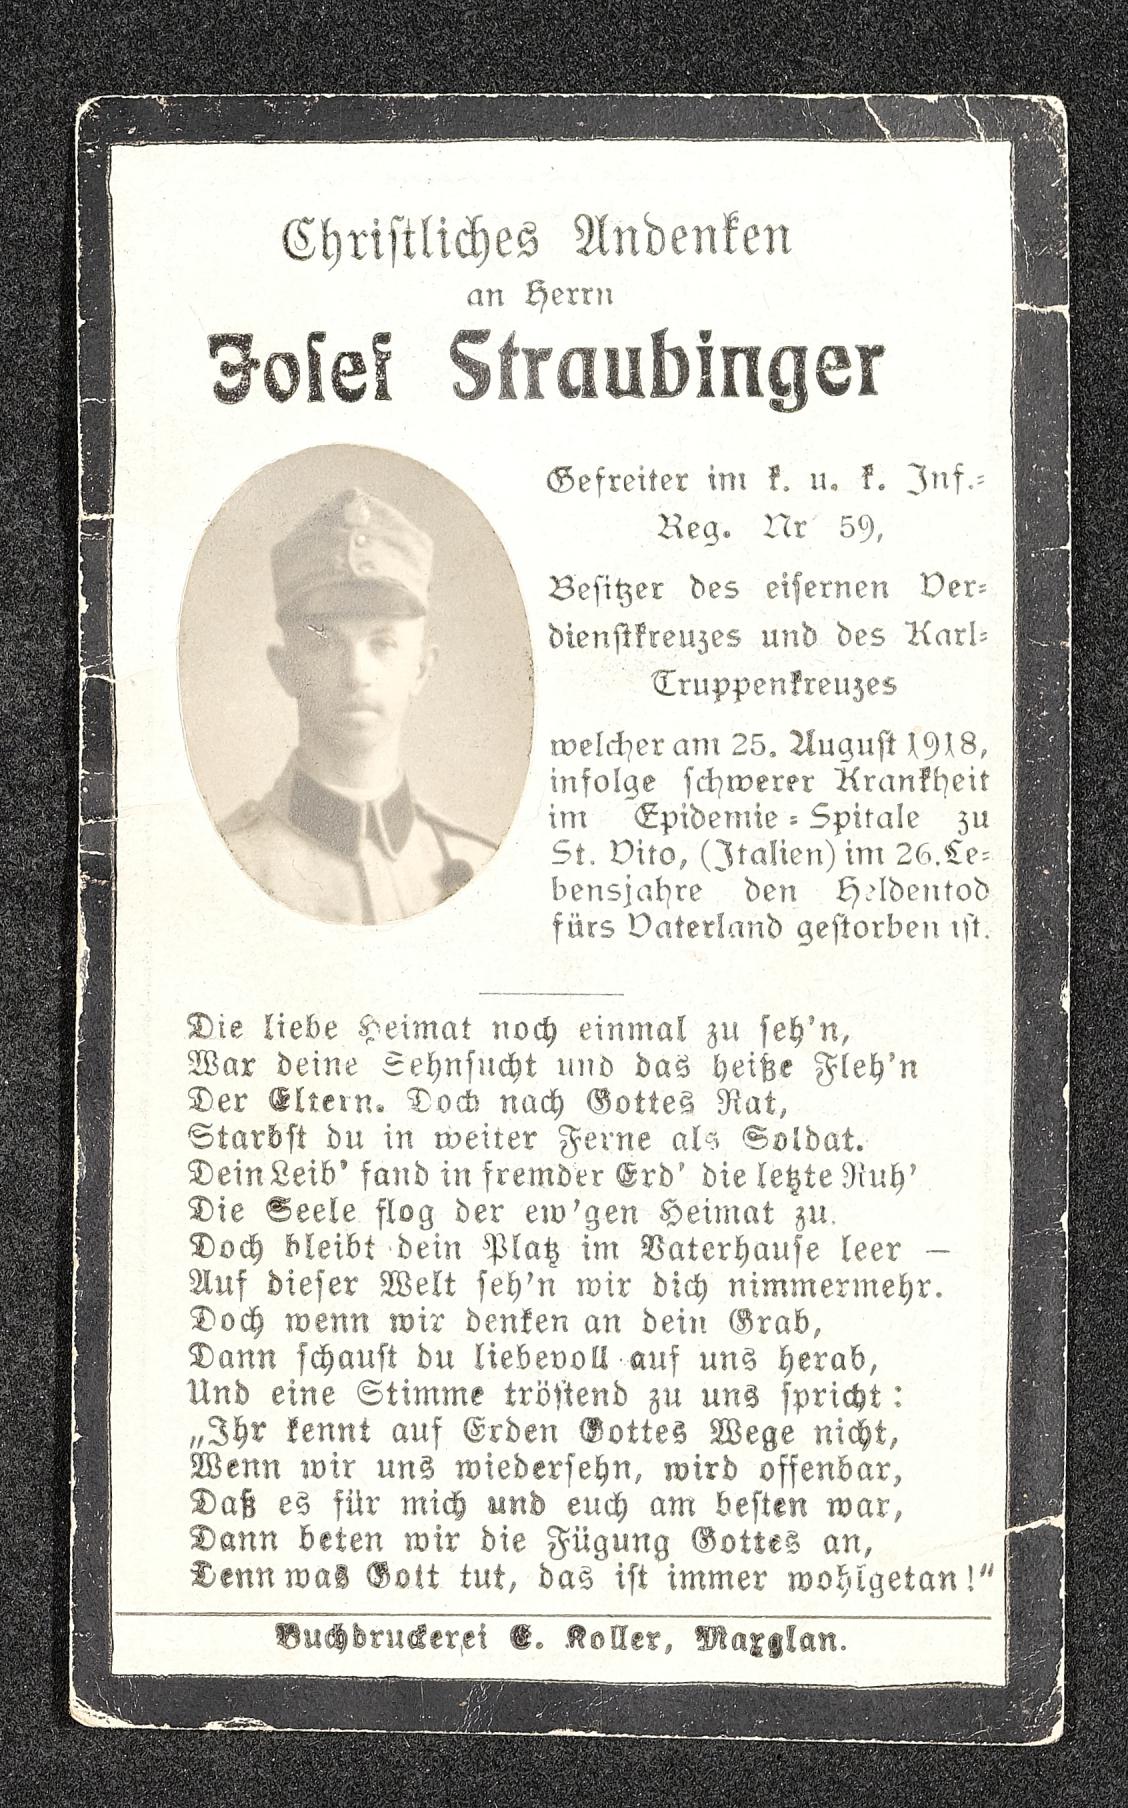 Christliches Andenken
an Herrn
Josef Straubinger
Gefreiter im k. u. k. Inf.-
Reg. Nr 59,
Besitzer des eisernen Ver-
dienstkreuzes und des Karl-
Truppenkreuzes
welcher am 25. August 1918,
infolge schwerer Krankheit
im Epidemie-Spitale zu
St. Vito, (Italien) im 26. Le-
bensjahre den Heldentod
fürs Vaterland gestorben ist.
Die liebe Heimat noch einmal zu seh'n,
War deine Sehnsucht und das heiße Fleh'n
Der Eltern. Doch nach Gottes Rat,
Starbst du in weiter Ferne als Soldat.
Dein Leib' fand in fremder Erd' die letzte Ruh'
Die Seele flog der ew'gen Heimat zu.
Doch bleibt dein Platz im Vaterhause leer —
Auf dieser Welt seh'n wir dich nimmermehr.
Doch wenn wir denken an dein Grab,
Dann schaust du liebevoll auf uns herab,
Und eine Stimme tröstend zu uns spricht:
„Ihr kennt auf Erden Gottes Wege nicht,
Wenn wir uns wiedersehn, wird offenbar,
Daß es für mich und euch am besten war,
Dann beten wir die Fügung Gottes an,
Denn was Gott tut, das ist immer wohlgetan!"
Buchdruckerei E. Koller, Maxglan.